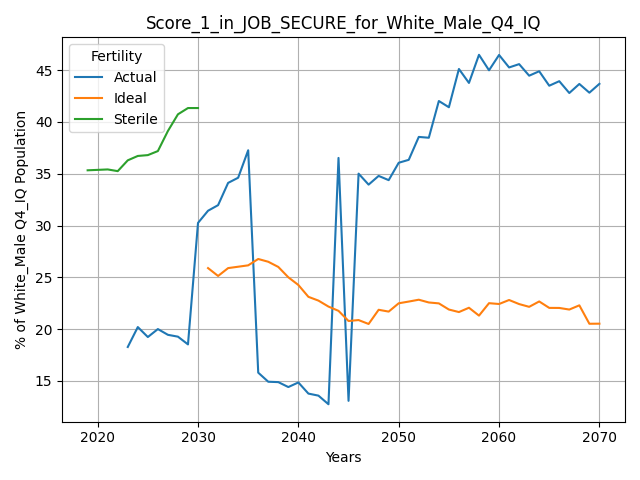 Score_1_in_JOB_SECURE_for_White_Male_Q4_IQ
Fertility
Actual
Ideal
Sterile
% of White_Male Q4_IQ Population
45
40
35
30
25
20
15
2020 2030 2040 2050 2060 2070
Years